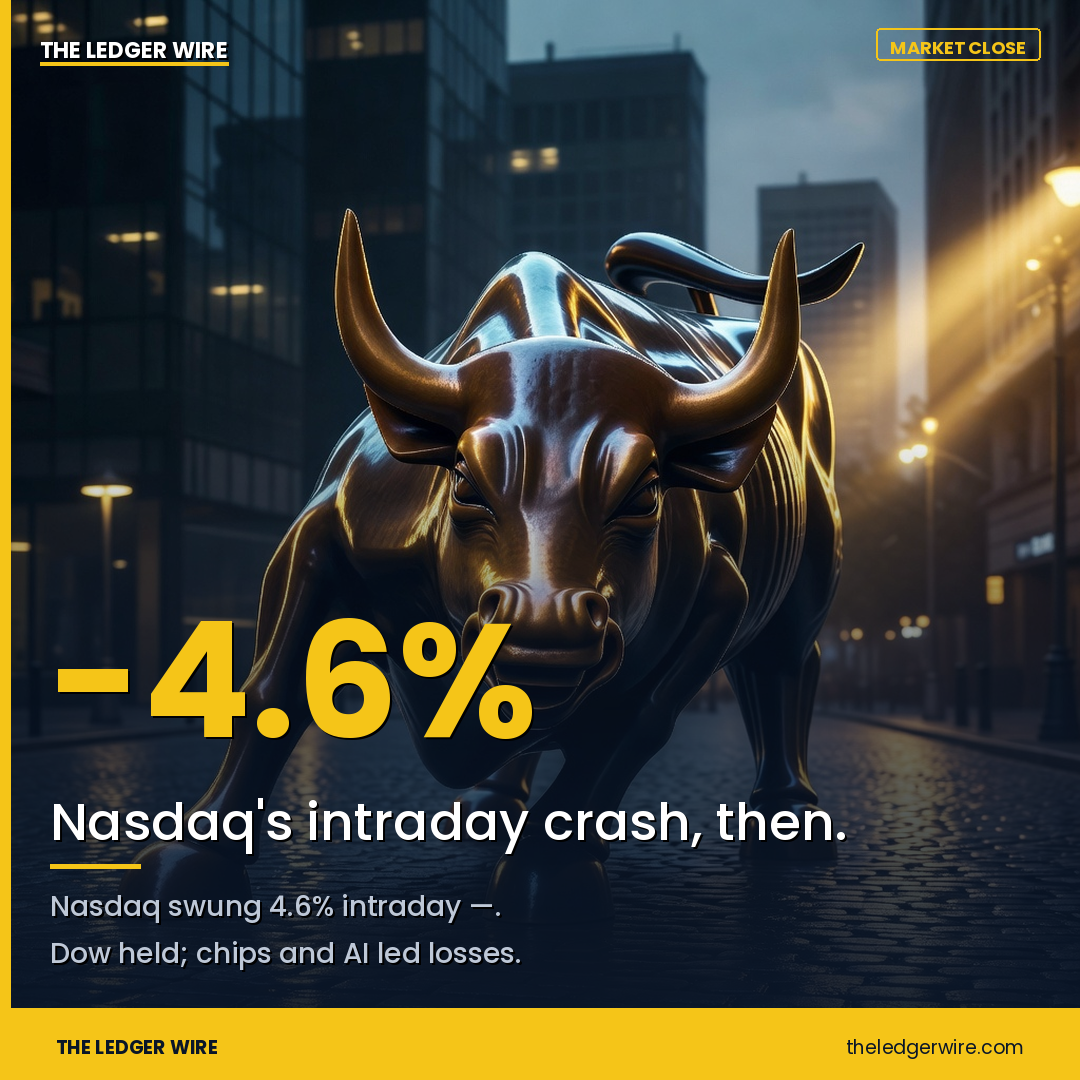 THE LEDGER WIRE
MARKET CLOSE
−4.6%
Nasdaq's intraday crash, then.
Nasdaq swung 4.6% intraday —.
Dow held; chips and AI led losses.
THE LEDGER WIRE
theledgerwire.com